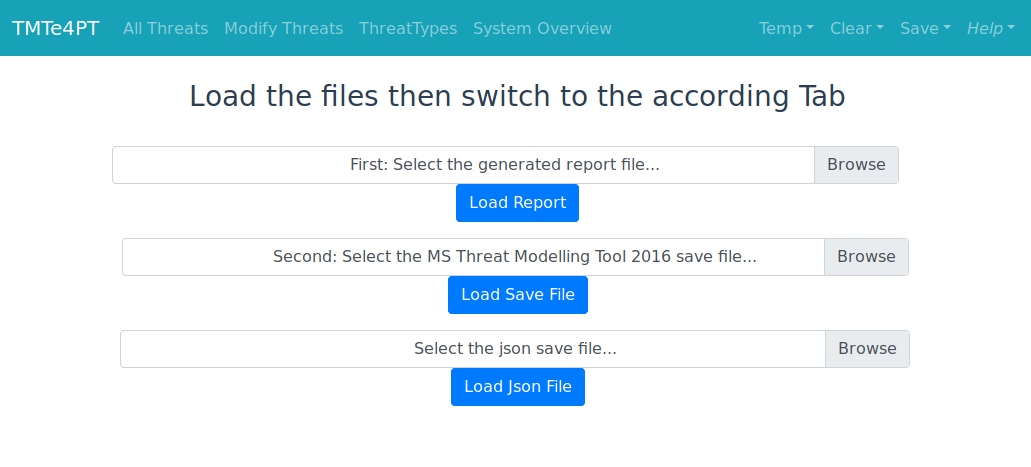 TMTe4PT All Threats Modify Threats ThreatTypes System Overview Temp Clear Save Help
Load the files then switch to the according Tab
First: Select the generated report file... Browse
Load Report
Second: Select the MS Threat Modelling Tool 2016 save file... Browse
Load Save File
Select the json save file... Browse
Load Json File